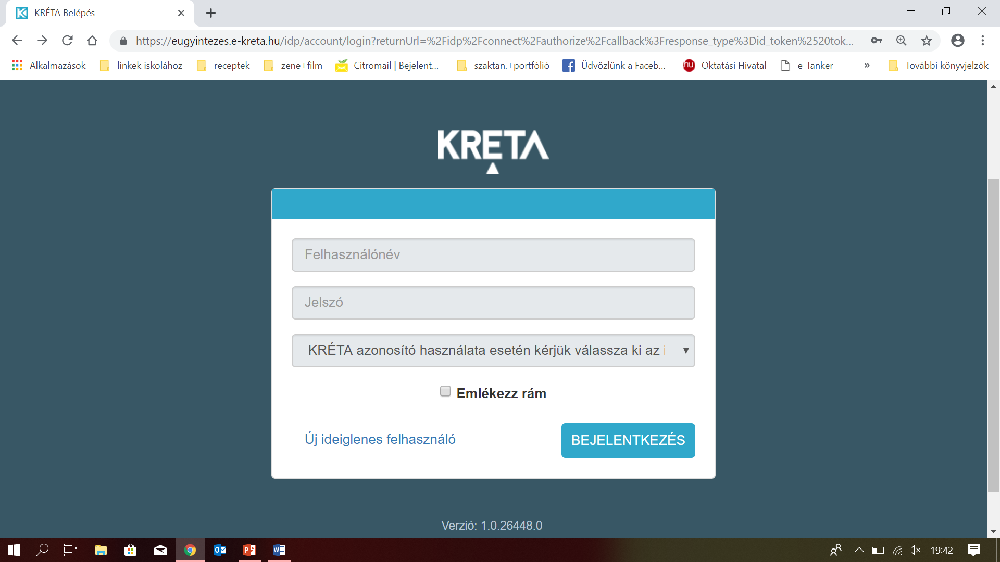 KRÉTA Belépés
https://eugyintezes.e-kreta.hu/idp/account/login?returnUrl=%2Fidp%2Fconnect%2Fauthorize%2Fcallback%3Fresponse_type%3Did_token%2520tok...
Alkalmazások linkek iskolához receptek zene+film Citromail | Bejelent... szaktan.+portfólió Üdvözlünk a Faceb... Oktatási Hivatal e-Tanker » További könyvjelzők
KRETA
Felhasználónév
Jelszó
KRÉTA azonosító használata esetén kérjük válassza ki az i
Emlékezz rám
Új ideiglenes felhasználó
BEJELENTKEZÉS
Verzió: 1.0.26448.0
19:42